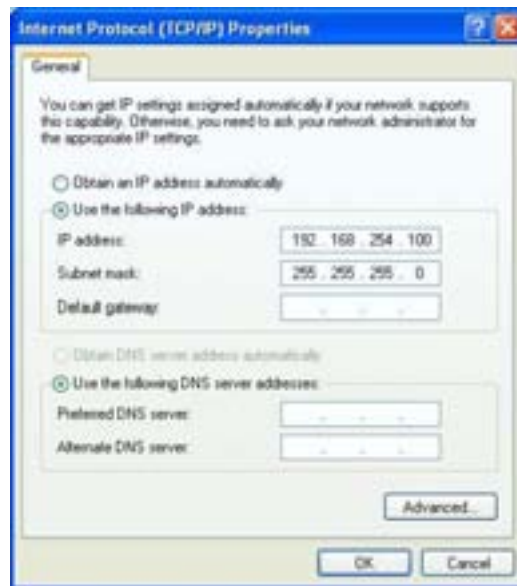 Internet Protocol (TCP/IP) Properties
General
You can get IP settings assigned automatically if your network supports
this capability. Otherwise, you need to ask your network administrator for
the appropriate IP settings.
Obtain an IP address automatically
Use the following IP address:
IP address: 192 . 168 . 254 . 100
Subnet mask: 255 . 255 . 255 . 0
Default gateway: . . .
Obtain DNS server address automatically
Use the following DNS server addresses:
Preferred DNS server: . . .
Alternate DNS server: . . .
Advanced...
OK Cancel